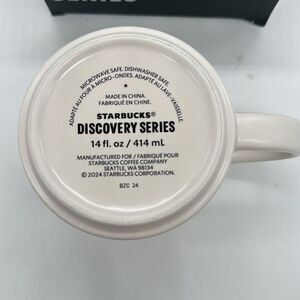 SERIES
MICROWAVE SAFE. DISHWASHER SAFE.
ADAPTÉ AU FOUR À MICRO-ONDES. ADAPTÉ AU LAVE-VAISSELLE.
MADE IN CHINA.
FABRIQUÉ EN CHINE.
STARBUCKS®
DISCOVERY SERIES
14 fl. oz / 414 mL
MANUFACTURED FOR / FABRIQUÉ POUR
STARBUCKS COFFEE COMPANY
SEATTLE, WA 98134
© 2024 STARBUCKS CORPORATION.
BZC 24